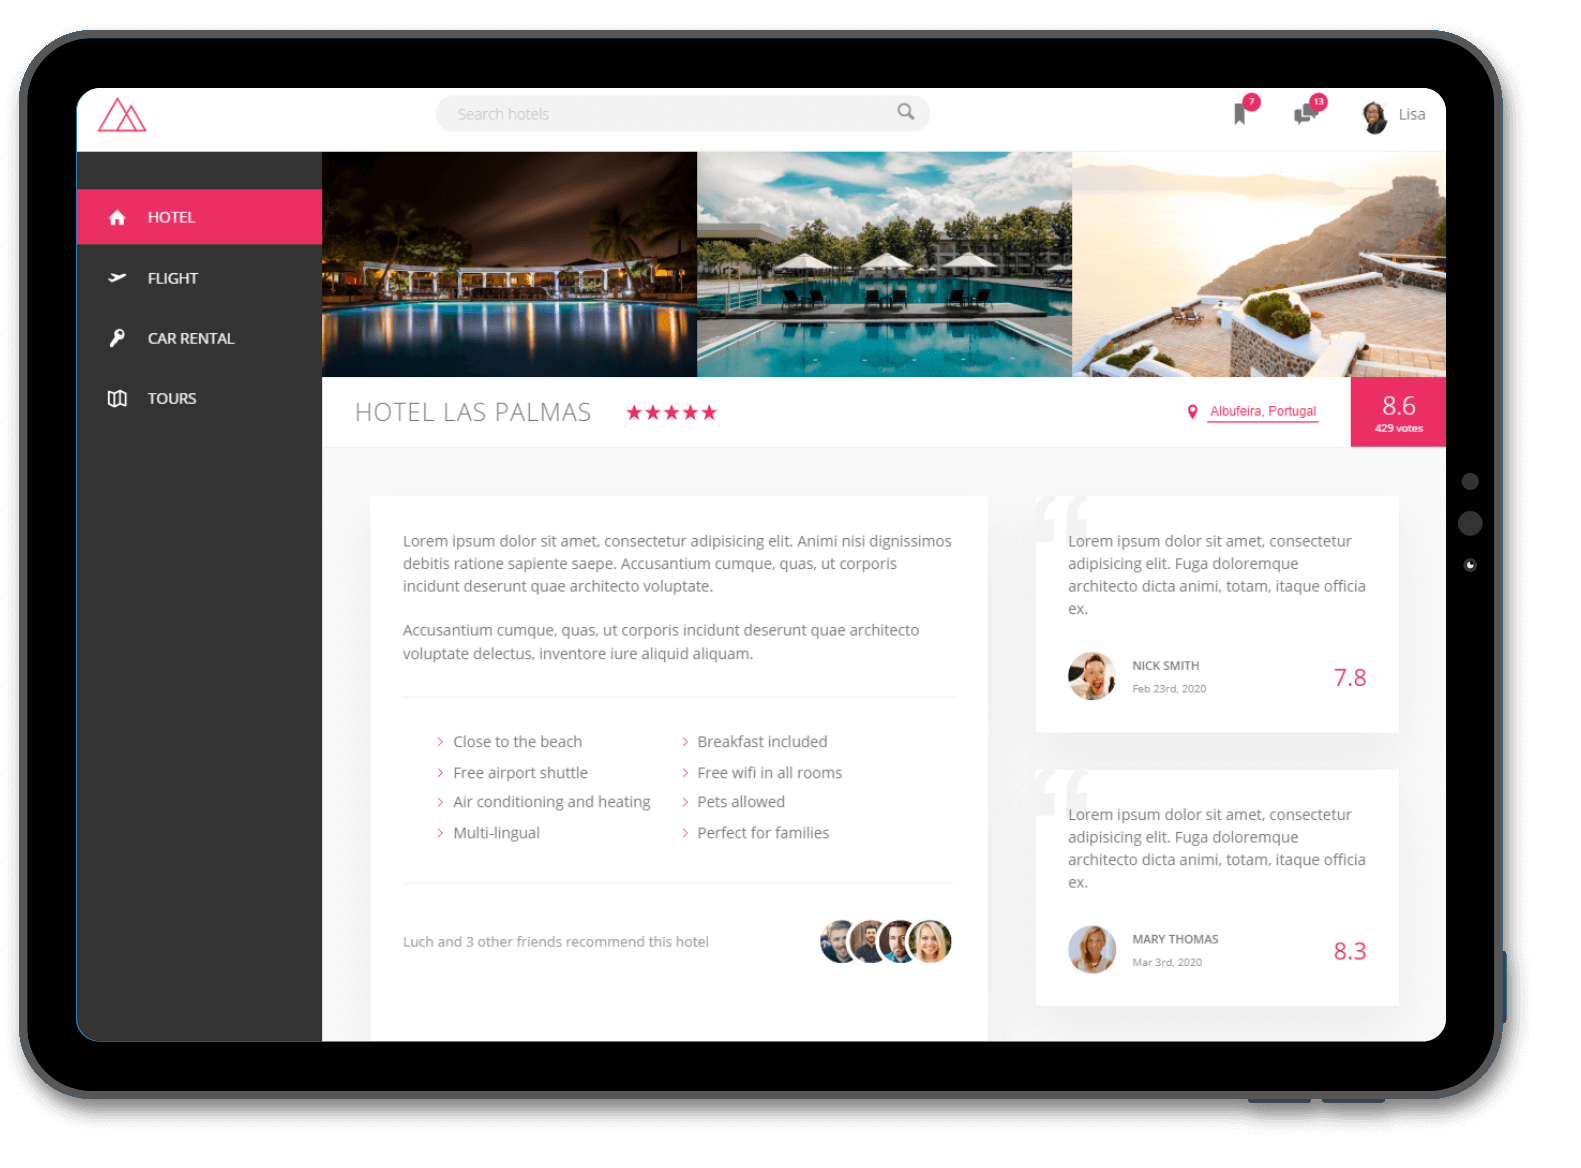 Search hotels
7
13
Lisa
HOTEL
FLIGHT
CAR RENTAL
TOURS
HOTEL LAS PALMAS
Albufeira, Portugal
8.6
429 votes
Lorem ipsum dolor sit amet, consectetur adipisicing elit. Animi nisi dignissimos
debitis ratione sapiente saepe. Accusantium cumque, quas, ut corporis
incidunt deserunt quae architecto voluptate.
Accusantium cumque, quas, ut corporis incidunt deserunt quae architecto
voluptate delectus, inventore iure aliquid aliquam.
Close to the beach
Breakfast included
Free airport shuttle
Free wifi in all rooms
Air conditioning and heating
Pets allowed
Multi-lingual
Perfect for families
Luch and 3 other friends recommend this hotel
“
Lorem ipsum dolor sit amet, consectetur
adipisicing elit. Fuga doloremque
architecto dicta animi, totam, itaque officia
ex.
NICK SMITH
Feb 23rd, 2020
7.8
“
Lorem ipsum dolor sit amet, consectetur
adipisicing elit. Fuga doloremque
architecto dicta animi, totam, itaque officia
ex.
MARY THOMAS
Mar 3rd, 2020
8.3